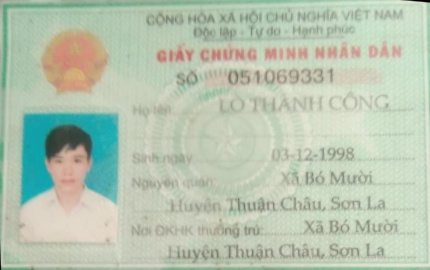 CỘNG HÒA XÃ HỘI CHỦ NGHĨA VIỆT NAM
Độc lập - Tự do - Hạnh phúc
GIẤY CHỨNG MINH NHÂN DÂN
SỐ 051069331
Họ tên LÒ THÀNH CÔNG
Sinh ngày 03-12-1998
Nguyên quán Xã Bó Mười
Huyện Thuận Châu, Sơn La
Nơi ĐKHK thường trú: Xã Bó Mười
Huyện Thuận Châu, Sơn La